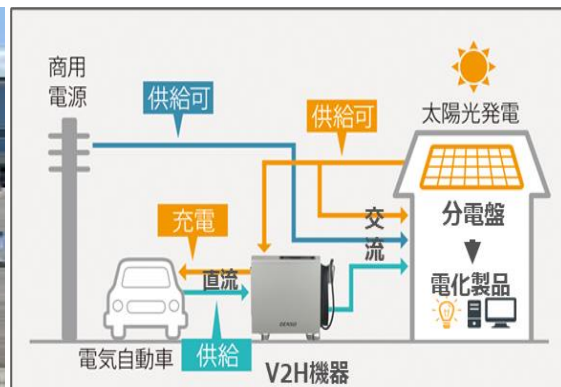 商用
電源
供給可
供給可
太陽光発電
充電
交
流
分電盤
直流
電化製品
DENSO
電気自動車
供給
V2H機器